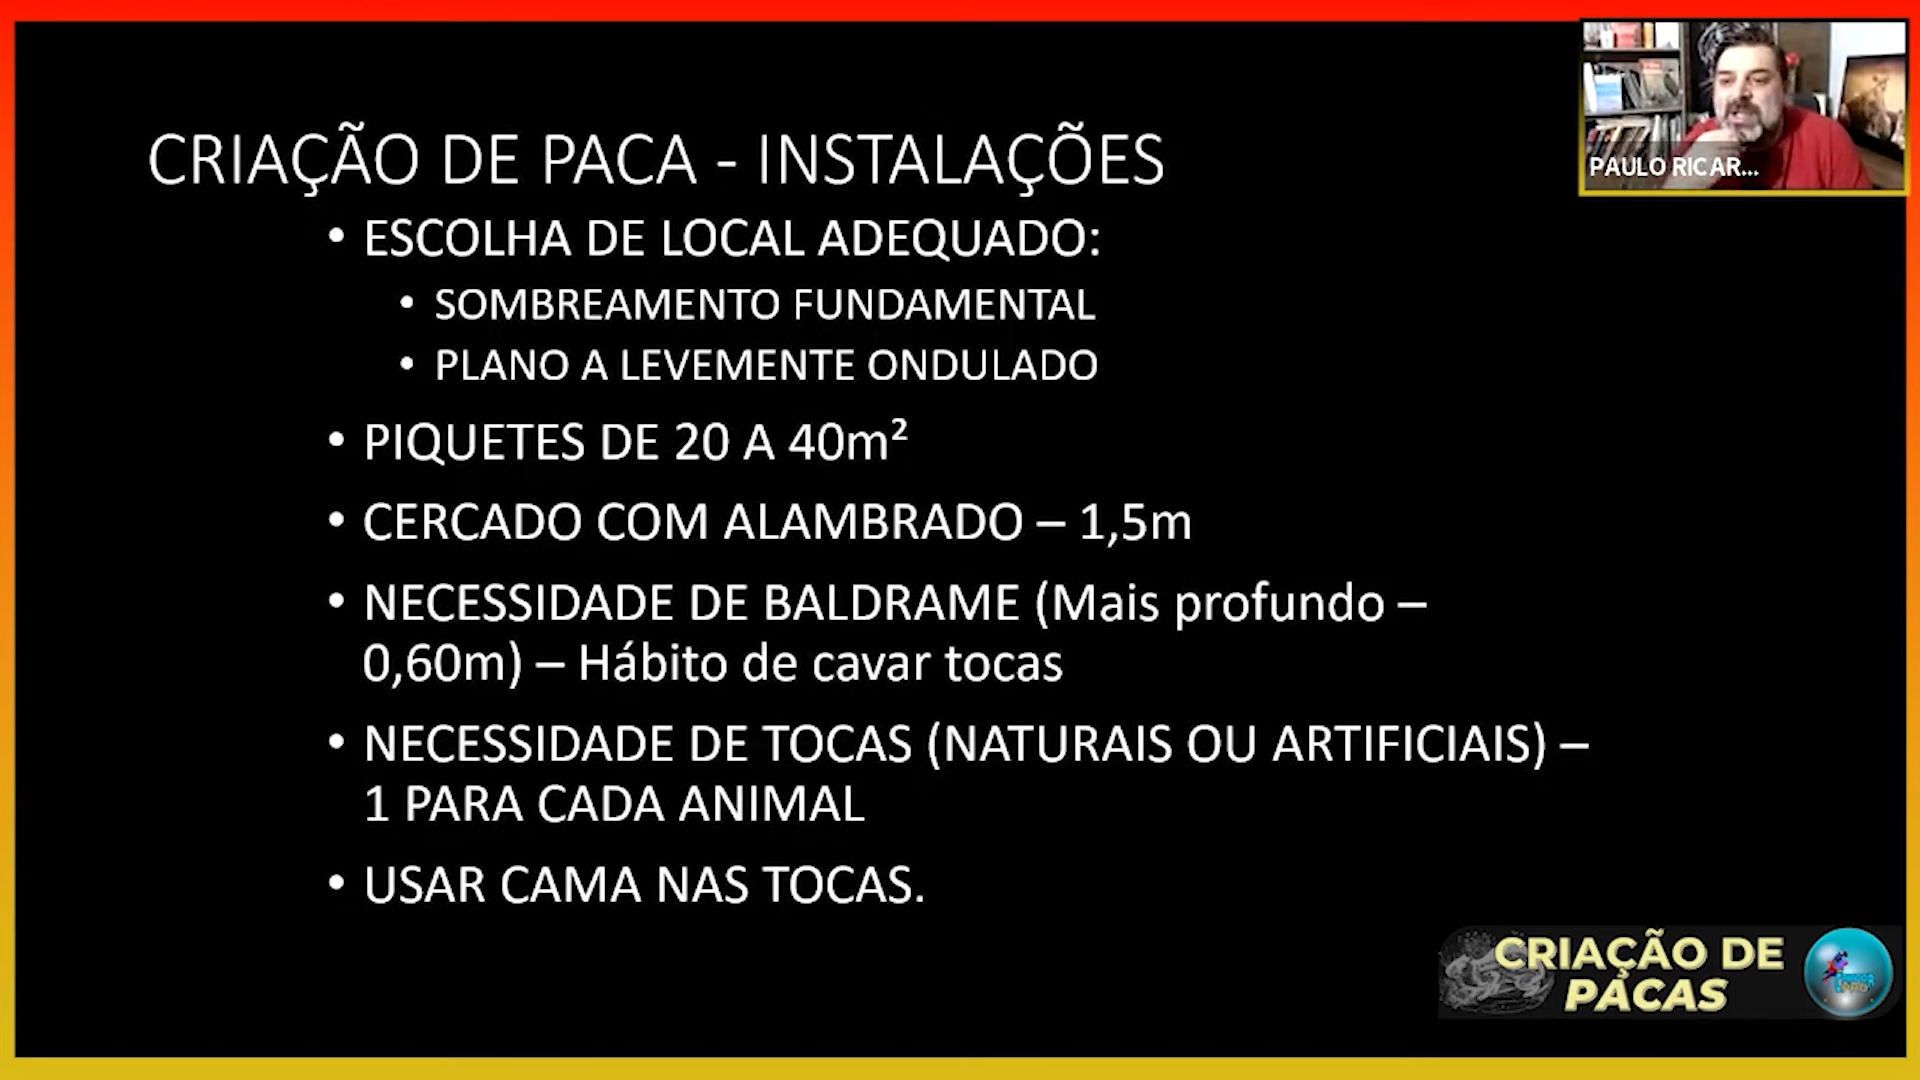 CRIAÇÃO DE PACA - INSTALAÇÕES
• ESCOLHA DE LOCAL ADEQUADO:
• SOMBREAMENTO FUNDAMENTAL
• PLANO A LEVEMENTE ONDULADO
• PIQUETES DE 20 A 40m²
• CERCADO COM ALAMBRADO – 1,5m
• NECESSIDADE DE BALDRAME (Mais profundo –
0,60m) – Hábito de cavar tocas
• NECESSIDADE DE TOCAS (NATURAIS OU ARTIFICIAIS) –
1 PARA CADA ANIMAL
• USAR CAMA NAS TOCAS.
PAULO RICAR...
CRIAÇÃO DE
PACAS